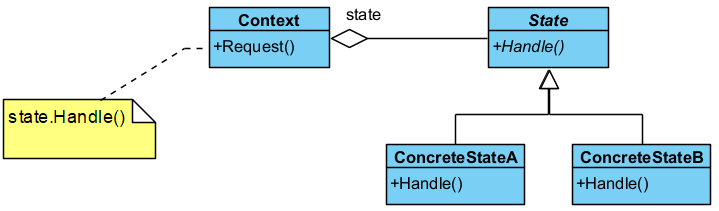 state
Context
+Request()
State
+Handle()
state.Handle()
ConcreteStateA
+Handle()
ConcreteStateB
+Handle()